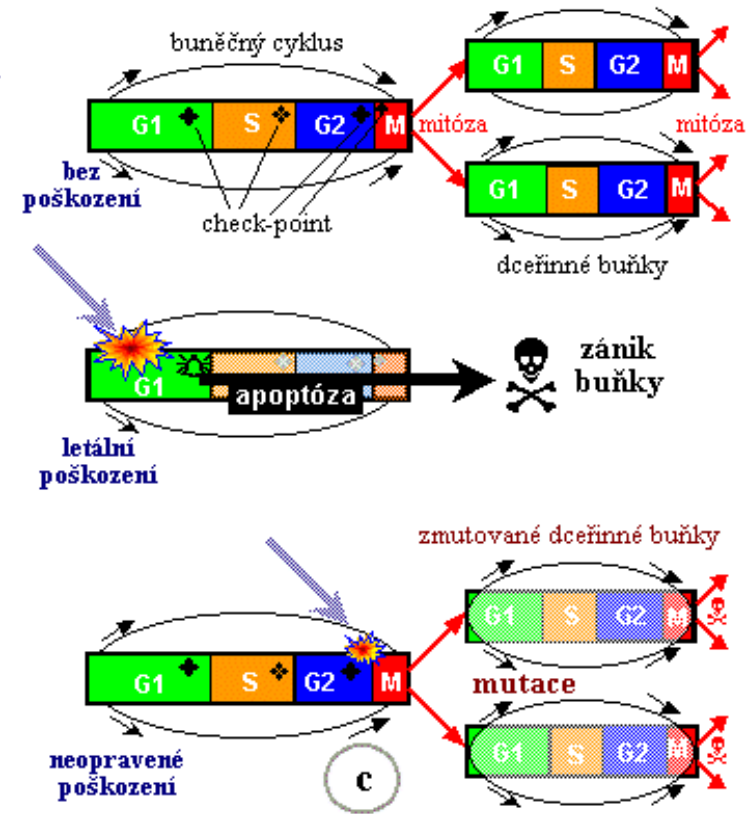 buněčný cyklus
G1 S G2 M
G1 S G2 M
mitóza
mitóza
G1 S G2 M
bez
poškození
check-point
dceřinné buňky
G1
apoptóza
zánik
buňky
letální
poškození
zmutované dceřinné buňky
G1 S G2 M
G1 S G2 M
mutace
G1 S G2 M
neopravené
poškození
c